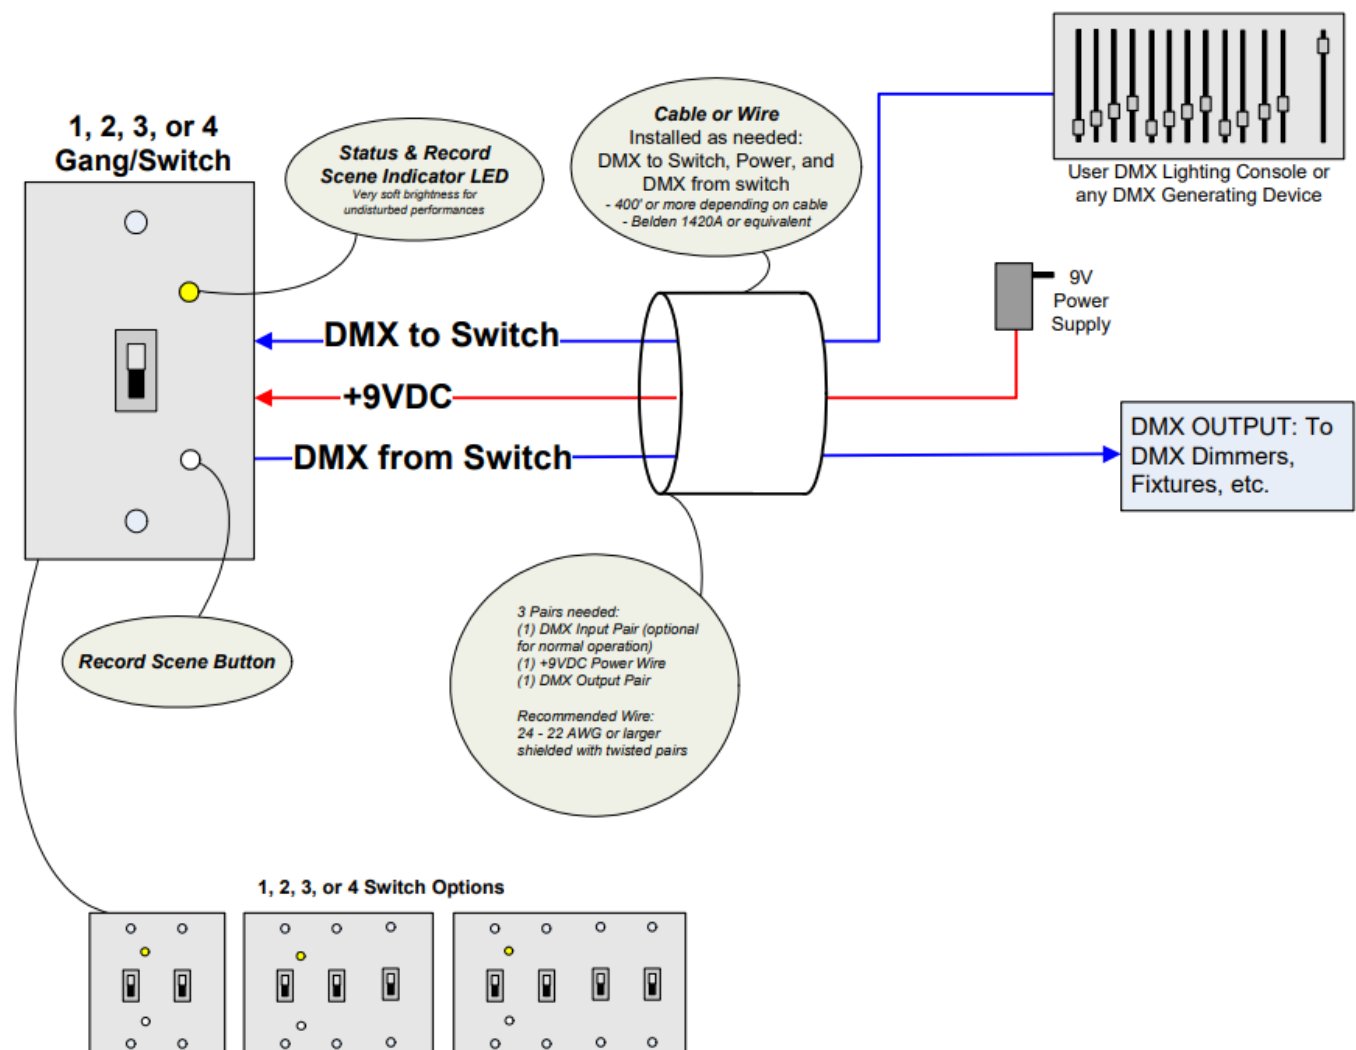 1, 2, 3, or 4
Gang/Switch
Status & Record
Scene Indicator LED
Very soft brightness for
undisturbed performances
Cable or Wire
Installed as needed:
DMX to Switch, Power, and
DMX from switch
- 400' or more depending on cable
- Belden 1420A or equivalent
User DMX Lighting Console or
any DMX Generating Device
9V
Power
Supply
DMX to Switch
+9VDC
DMX from Switch
DMX OUTPUT: To
DMX Dimmers,
Fixtures, etc.
Record Scene Button
3 Pairs needed:
(1) DMX Input Pair (optional
for normal operation)
(1) +9VDC Power Wire
(1) DMX Output Pair
Recommended Wire:
24 - 22 AWG or larger
shielded with twisted pairs
1, 2, 3, or 4 Switch Options